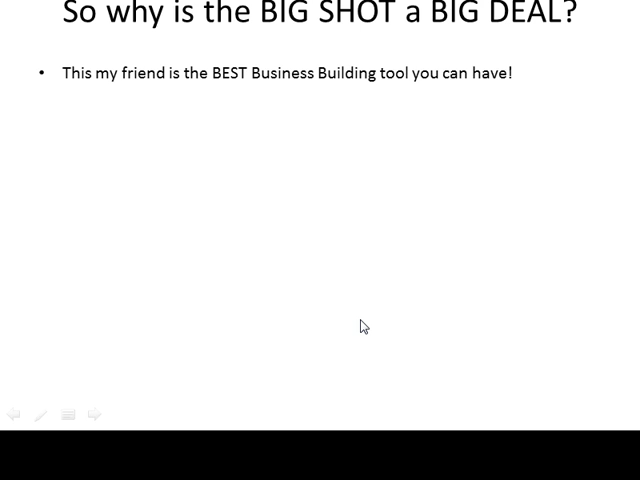 So why is the BIG SHOT a BIG DEAL?
• This my friend is the BEST Business Building tool you can have!